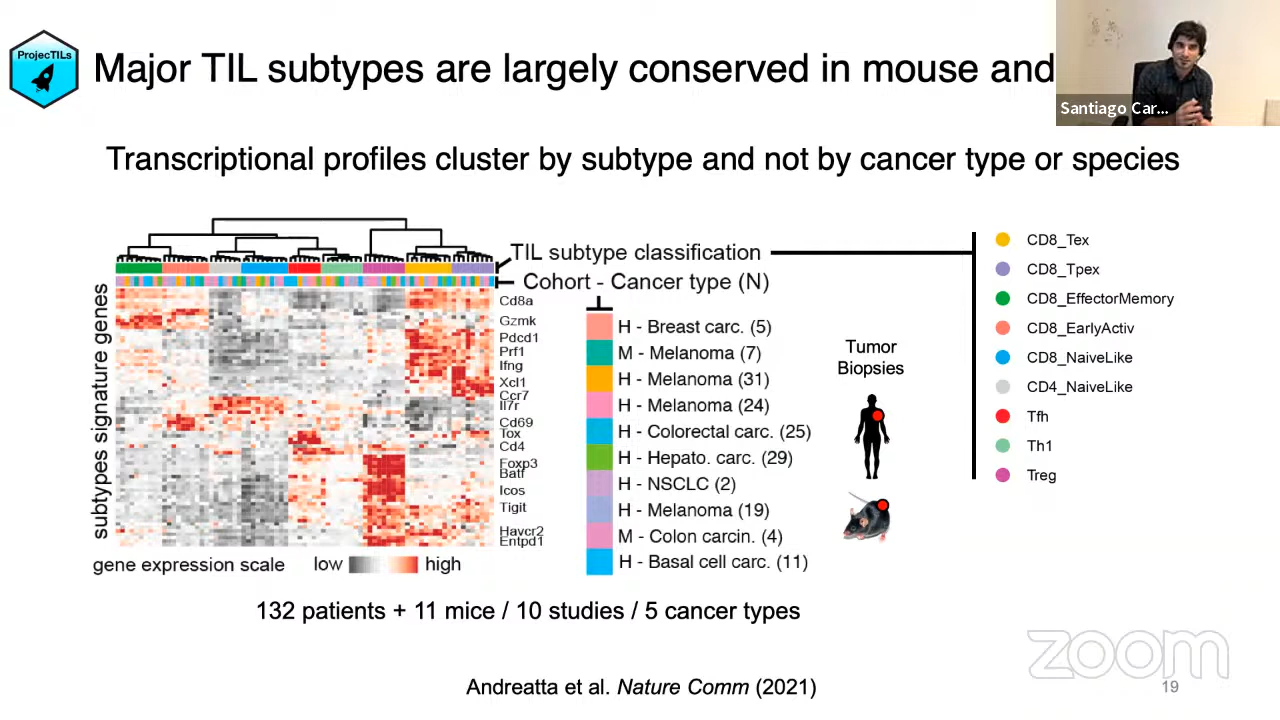 ProjecTILs
Major TIL subtypes are largely conserved in mouse and
Santiago Car...
Transcriptional profiles cluster by subtype and not by cancer type or species
TIL subtype classification
Cohort - Cancer type (N)
subtypes signature genes
Cd8a
Gzmk
Pdcd1
Prf1
Ifng
Xcl1
Ccr7
Il7r
Cd69
Tox
Cd4
Foxp3
Batf
Icos
Tigit
Havcr2
Entpd1
gene expression scale low high
H - Breast carc. (5)
M - Melanoma (7)
H - Melanoma (31)
H - Melanoma (24)
H - Colorectal carc. (25)
H - Hepato. carc. (29)
H - NSCLC (2)
H - Melanoma (19)
M - Colon carcin. (4)
H - Basal cell carc. (11)
Tumor
Biopsies
CD8_Tex
CD8_Tpex
CD8_EffectorMemory
CD8_EarlyActiv
CD8_NaiveLike
CD4_NaiveLike
Tfh
Th1
Treg
132 patients + 11 mice / 10 studies / 5 cancer types
Andreatta et al. Nature Comm (2021)
zoom
19